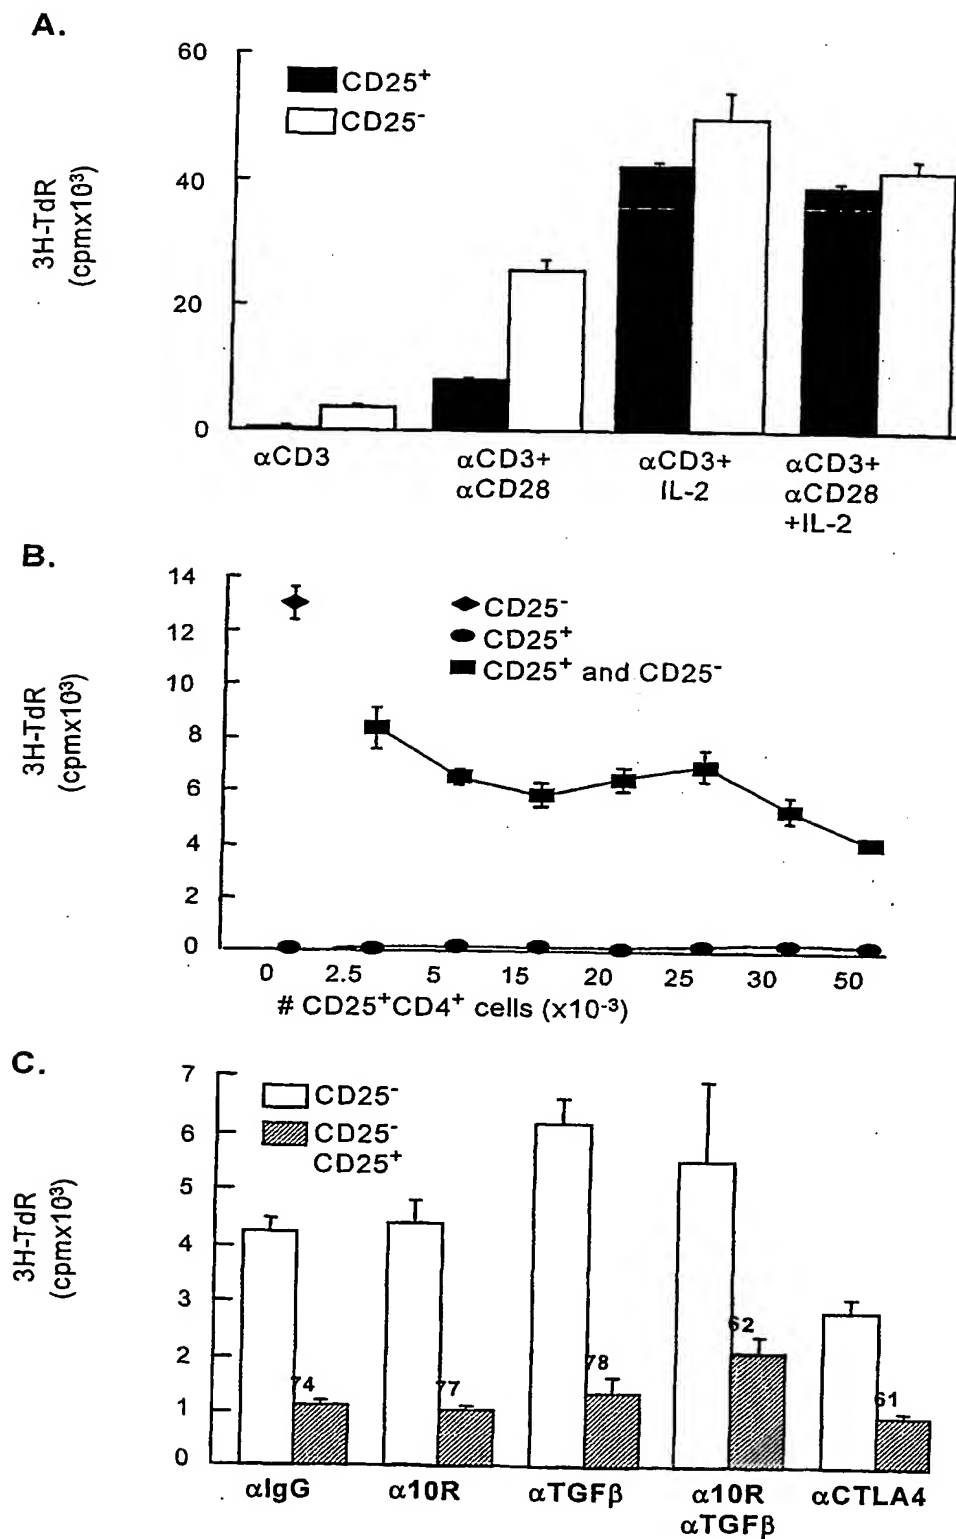 A.
60
40
20
0
3H-TdR
(cpmx10³)
CD25⁺
CD25⁻
αCD3
αCD3+
αCD28
αCD3+
IL-2
αCD3+
αCD28
+IL-2
B.
14
12
10
8
6
4
2
0
3H-TdR
(cpmx10³)
CD25⁻
CD25⁺
CD25⁺ and CD25⁻
0 2.5 5 15 20 25 30 50
# CD25⁺CD4⁺ cells (x10⁻³)
C.
7
6
5
4
3
2
1
0
3H-TdR
(cpmx10³)
CD25⁻
CD25⁻
CD25⁺
74
77
78
62
61
αIgG
α10R
αTGFβ
α10R
αTGFβ
αCTLA4